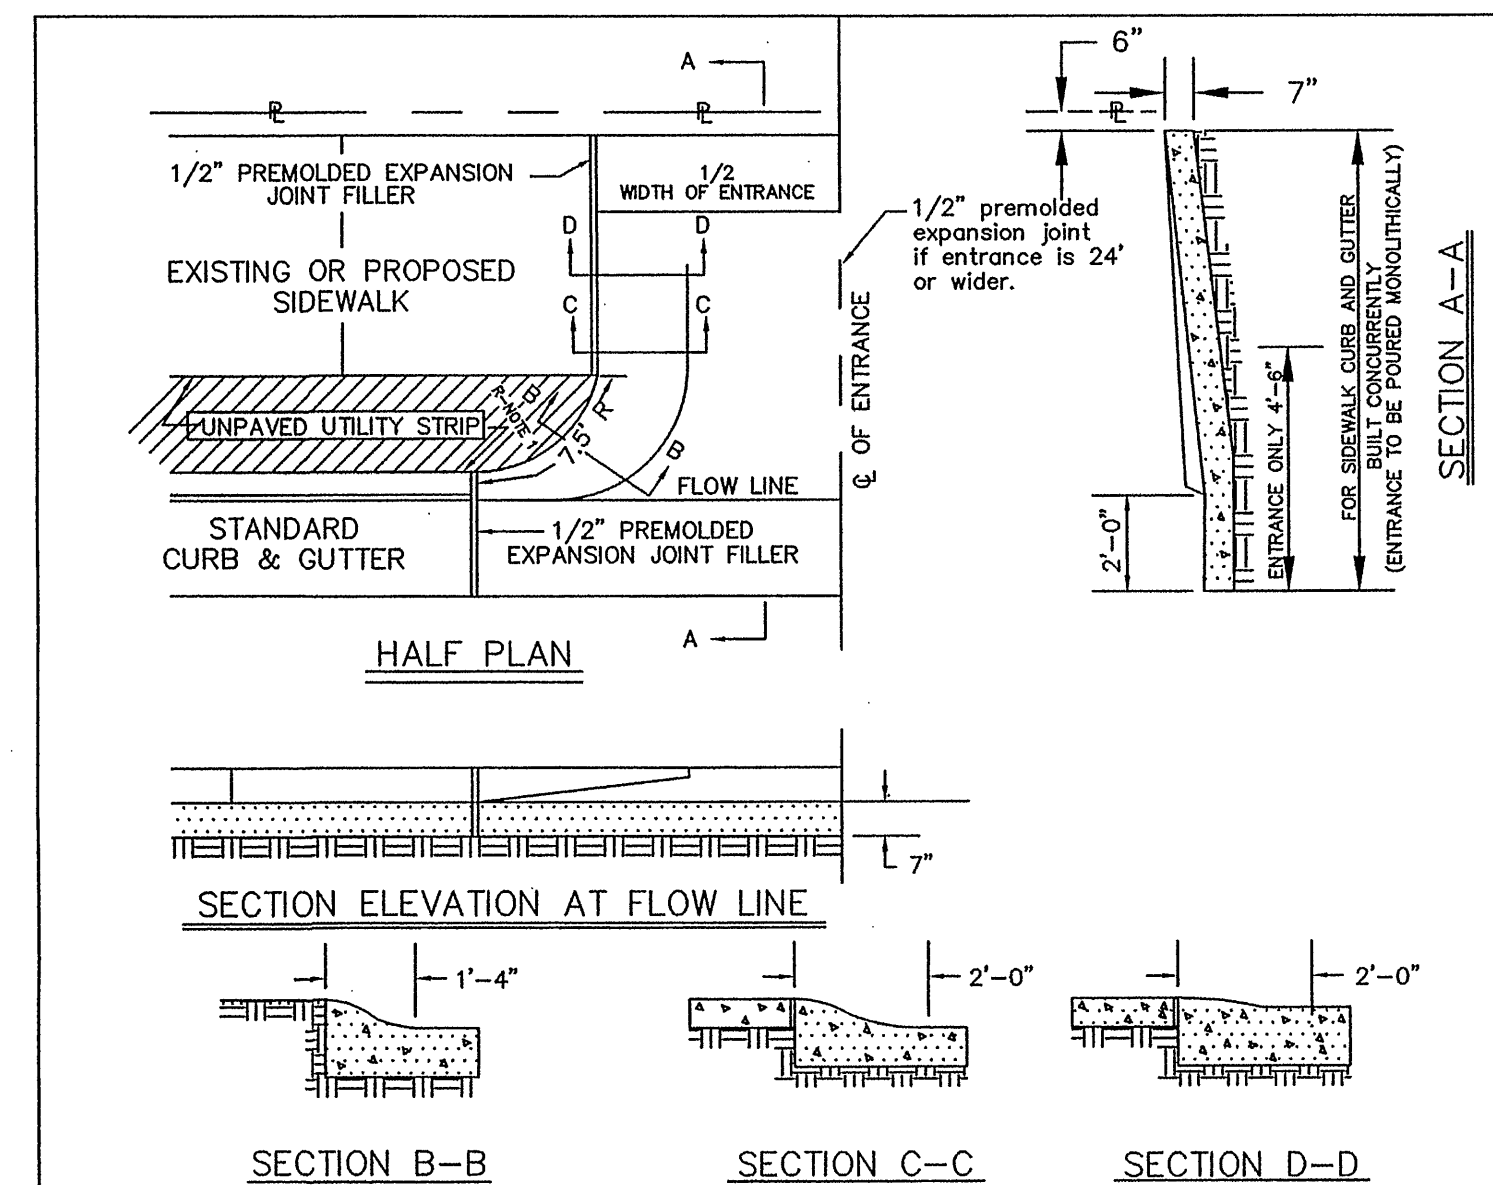 A
6”
7”
PL
PL
PL
1/2” PREMOLDED EXPANSION
JOINT FILLER
1/2
WIDTH OF ENTRANCE
1/2” premolded
expansion joint
if entrance is 24'
or wider.
D
D
EXISTING OR PROPOSED
SIDEWALK
C
C
B
R-NOTE 1
7.5' R
B
UNPAVED UTILITY STRIP
FLOW LINE
CL OF ENTRANCE
STANDARD
CURB & GUTTER
1/2” PREMOLDED
EXPANSION JOINT FILLER
A
HALF PLAN
2'-0”
ENTRANCE ONLY 4'-6”
FOR SIDEWALK CURB AND GUTTER
BUILT CONCURRENTLY
(ENTRANCE TO BE POURED MONOLITHICALLY)
SECTION A-A
7”
SECTION ELEVATION AT FLOW LINE
1'-4”
2'-0”
2'-0”
SECTION B-B
SECTION C-C
SECTION D-D